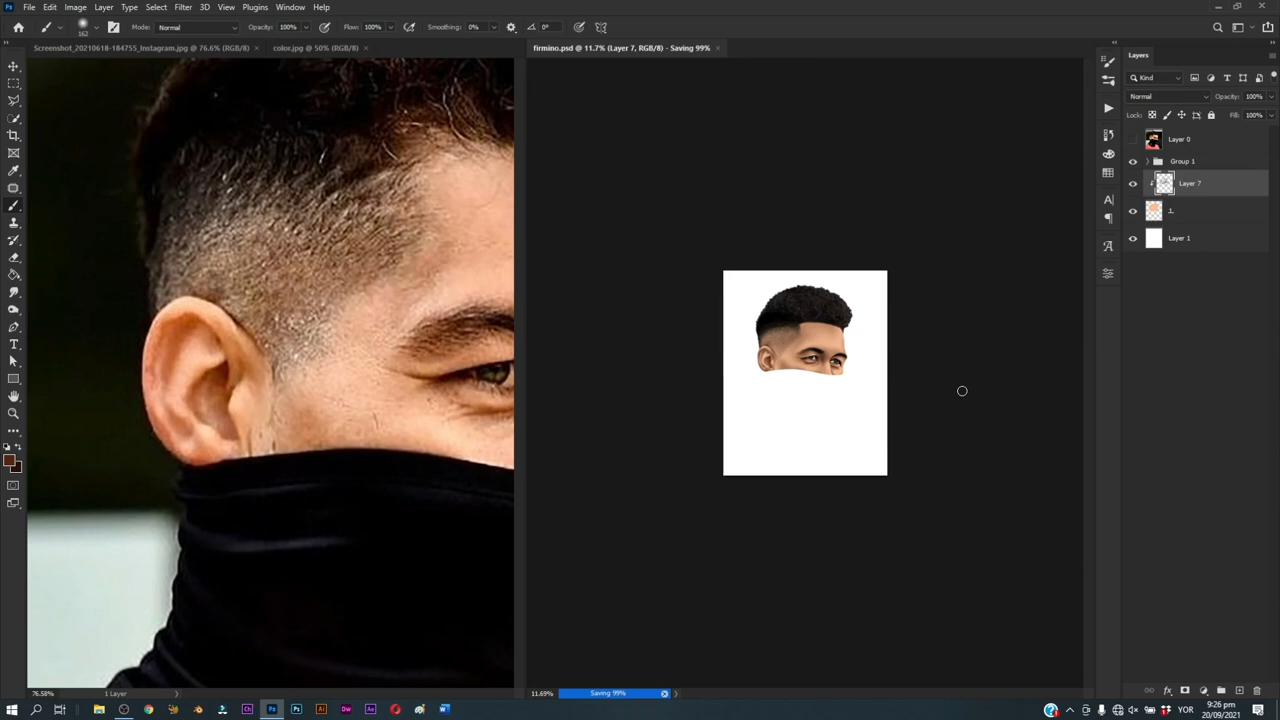 File Edit Image Layer Type Select Filter 3D View Plugins Window Help
162 Mode: Normal Opacity: 100% Flow: 100% Smoothing: 0% 0°
Screenshot_20210618-184755_Instagram.jpg @ 76.6% (RGB/8) × color.jpg @ 50% (RGB/8) × firmino.psd @ 11.7% (Layer 7, RGB/8) - Saving 99% ×
Layers
Kind
Normal Opacity: 100%
Lock: Fill: 100%
Layer 0
Group 1
Layer 7
Layer 1
76.58% 1 Layer 11.69% Saving 99%
YOR 9:26 pm
20/09/2021